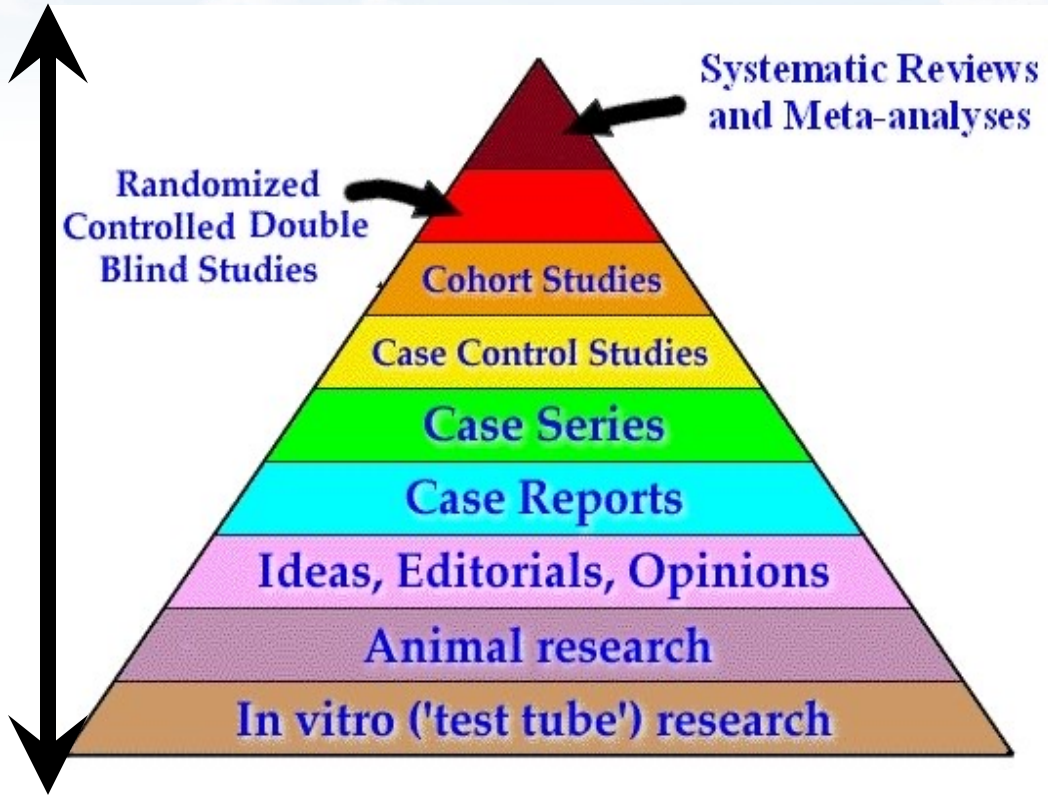 Systematic Reviews
and Meta-analyses
Randomized
Controlled Double
Blind Studies
Cohort Studies
Case Control Studies
Case Series
Case Reports
Ideas, Editorials, Opinions
Animal research
In vitro ('test tube') research